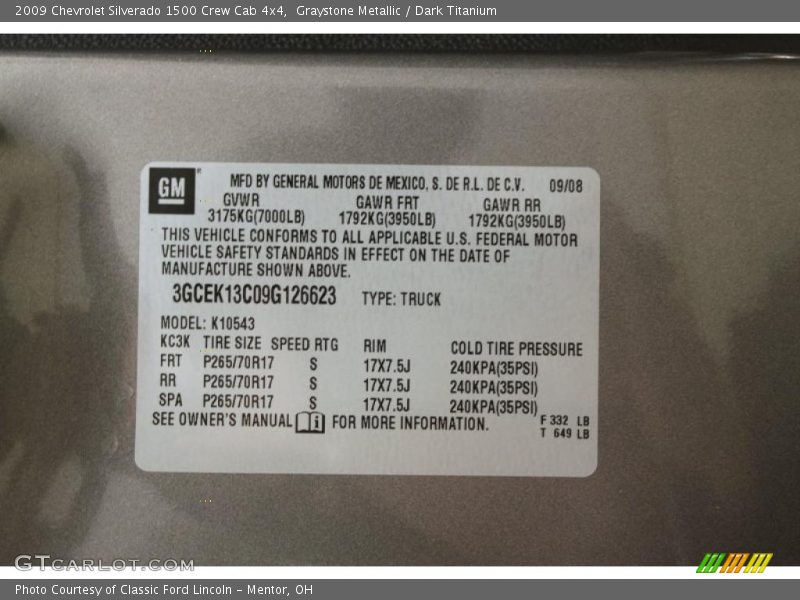 2009 Chevrolet Silverado 1500 Crew Cab 4x4,  Graystone Metallic / Dark Titanium
GM
®
MFD BY GENERAL MOTORS DE MEXICO, S. DE R.L. DE C.V. 09/08
GVWR GAWR FRT GAWR RR
3175KG(7000LB) 1792KG(3950LB) 1792KG(3950LB)
THIS VEHICLE CONFORMS TO ALL APPLICABLE U.S. FEDERAL MOTOR
VEHICLE SAFETY STANDARDS IN EFFECT ON THE DATE OF
MANUFACTURE SHOWN ABOVE.
3GCEK13C09G126623 TYPE: TRUCK
MODEL: K10543
KC3K TIRE SIZE SPEED RTG RIM COLD TIRE PRESSURE
FRT P265/70R17 S 17X7.5J 240KPA(35PSI)
RR P265/70R17 S 17X7.5J 240KPA(35PSI)
SPA P265/70R17 S 17X7.5J 240KPA(35PSI)
SEE OWNER'S MANUAL i FOR MORE INFORMATION.
F 332 LB
T 649 LB
GTCARLOT.COM
Photo Courtesy of Classic Ford Lincoln - Mentor, OH